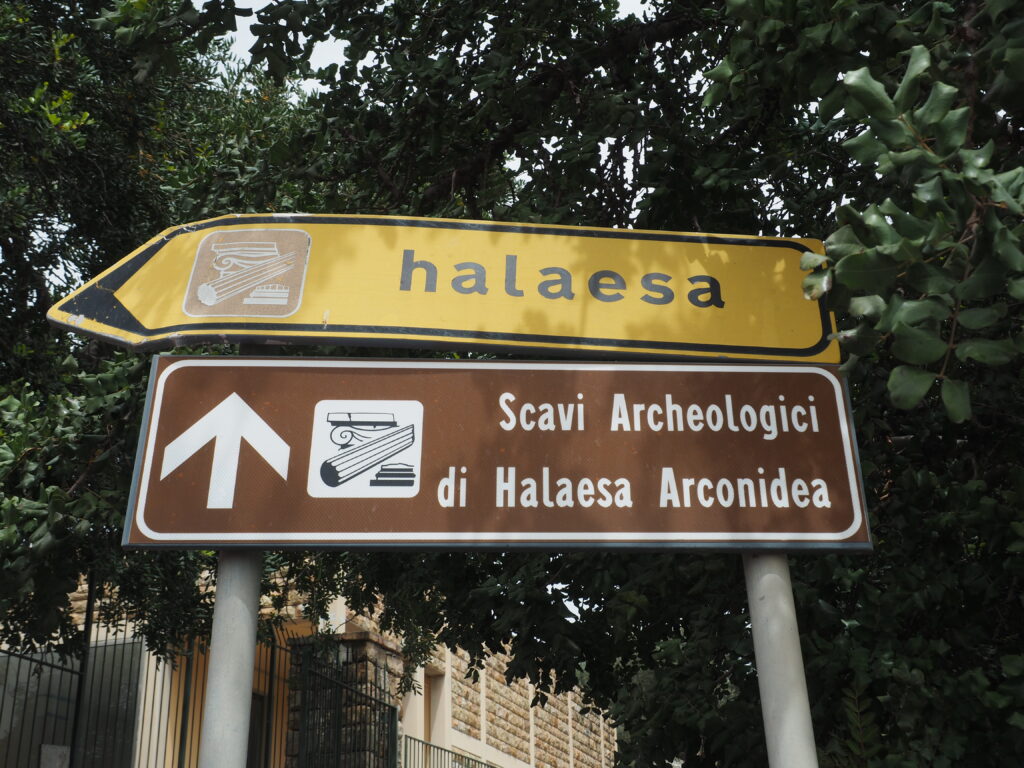 halaesa
Scavi Archeologici
di Halaesa Arconidea